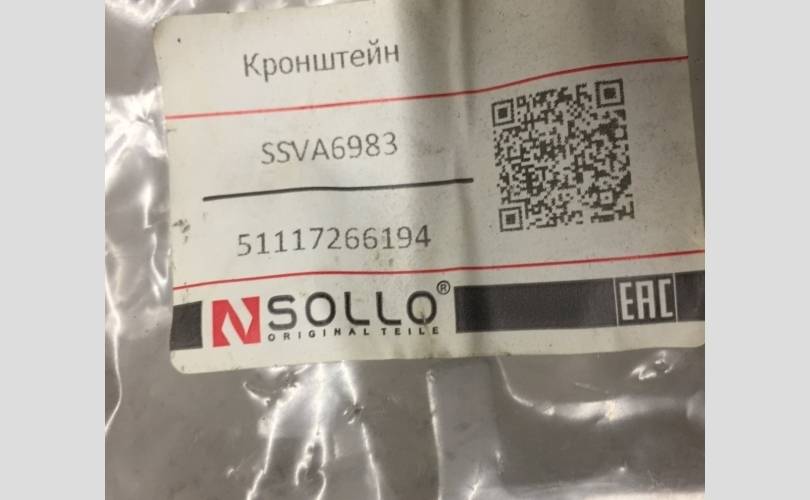 Кронштейн
SSVA6983
51117266194
NSOLLO®
ORIGINAL TEILE
EAC